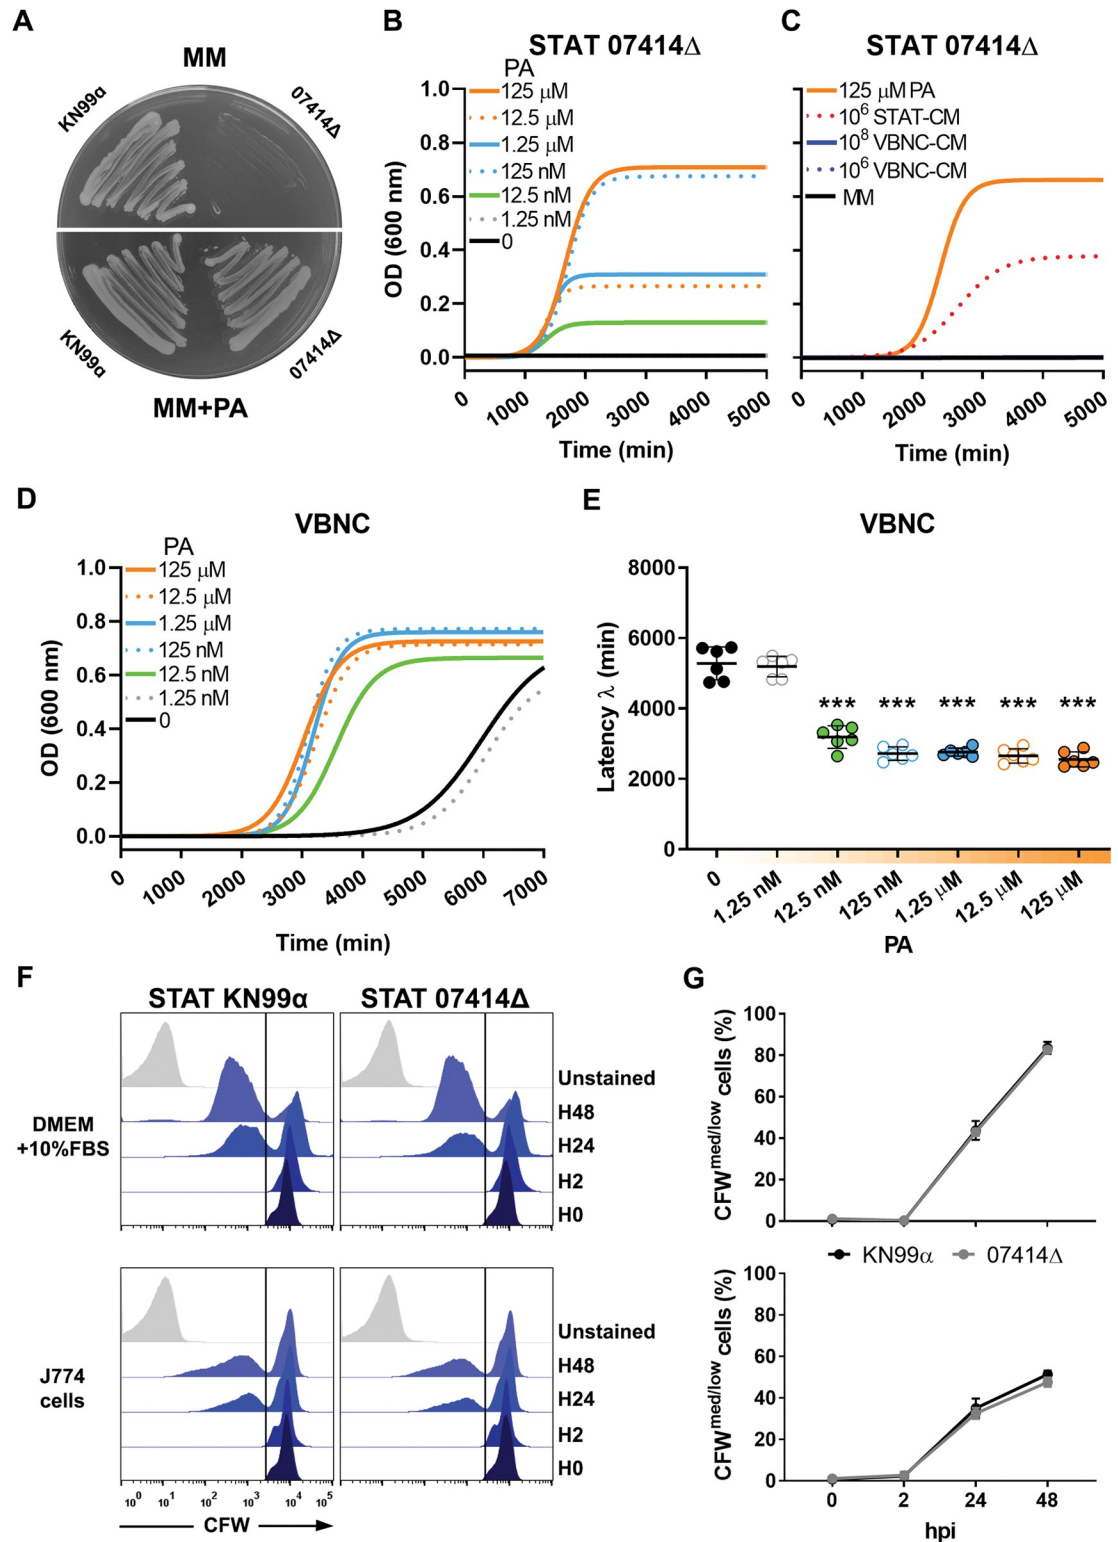 A
MM
KN99α
07414Δ
KN99α
07414Δ
MM+PA
B
STAT 07414Δ
PA
125 μM
12.5 μM
1.25 μM
125 nM
12.5 nM
1.25 nM
0
OD (600 nm)
1.0
0.8
0.6
0.4
0.2
0.0
0 1000 2000 3000 4000 5000
Time (min)
C
STAT 07414Δ
125 μM PA
10⁶ STAT-CM
10⁸ VBNC-CM
10⁶ VBNC-CM
MM
0 1000 2000 3000 4000 5000
Time (min)
D
VBNC
PA
125 μM
12.5 μM
1.25 μM
125 nM
12.5 nM
1.25 nM
0
OD (600 nm)
1.0
0.8
0.6
0.4
0.2
0.0
0 1000 2000 3000 4000 5000 6000 7000
Time (min)
E
VBNC
Latency λ (min)
8000
6000
4000
2000
0
*** *** *** *** ***
0 1.25 nM 12.5 nM 125 nM 1.25 μM 12.5 μM 125 μM
PA
F
STAT KN99α STAT 07414Δ
DMEM
+10%FBS
Unstained
H48
H24
H2
H0
J774
cells
Unstained
H48
H24
H2
H0
10⁰ 10¹ 10² 10³ 10⁴ 10⁵
CFW
G
CFWmed/low cells (%)
100
80
60
40
20
0
KN99α 07414Δ
CFWmed/low cells (%)
100
80
60
40
20
0
0 2 24 48
hpi